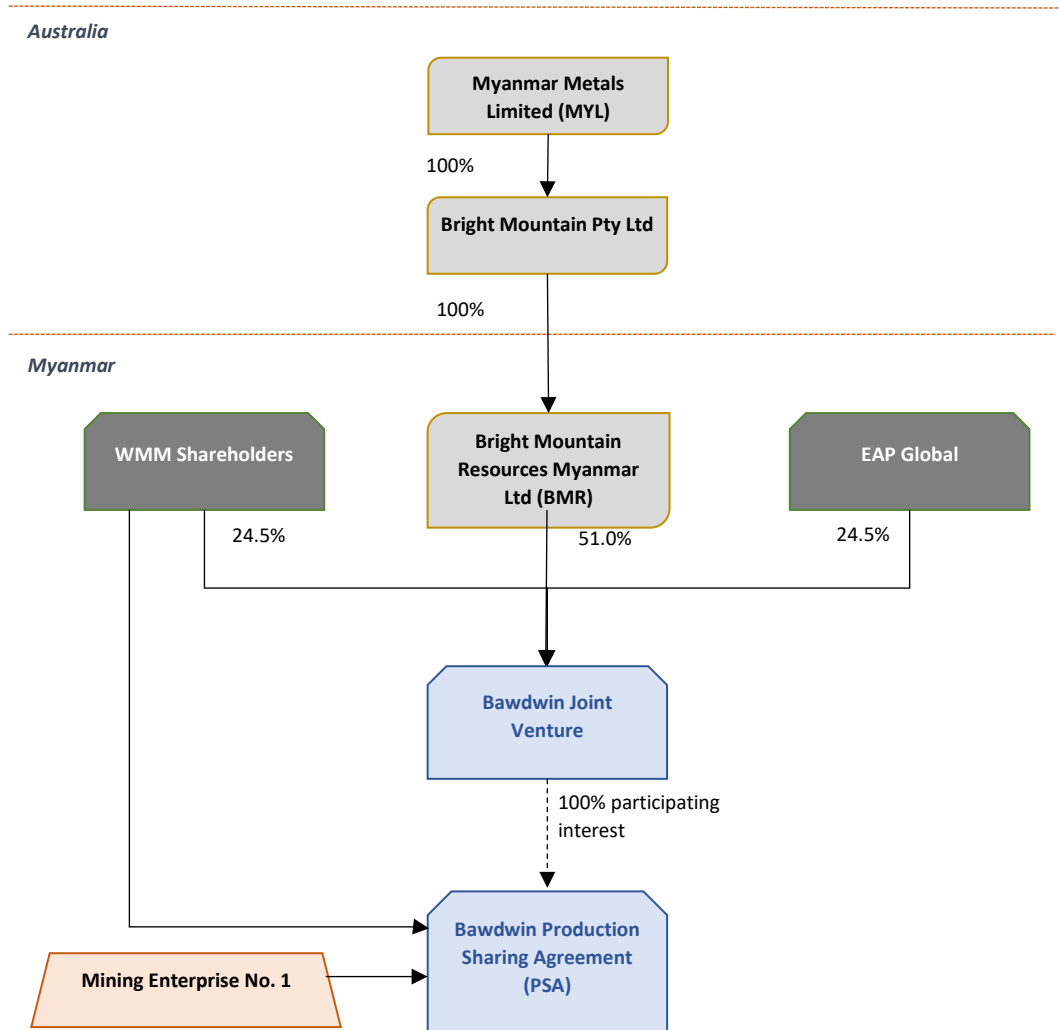 Australia
Myanmar Metals
Limited (MYL)
100%
Bright Mountain Pty Ltd
100%
Myanmar
WMM Shareholders
Bright Mountain
Resources Myanmar
Ltd (BMR)
EAP Global
24.5%
51.0%
24.5%
Bawdwin Joint
Venture
100% participating
interest
Bawdwin Production
Sharing Agreement
(PSA)
Mining Enterprise No. 1